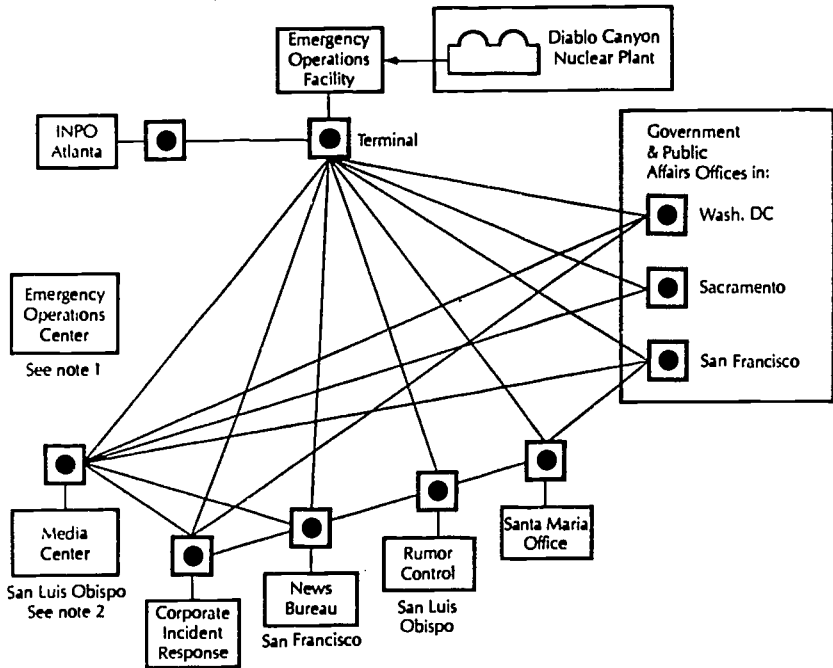 Emergency
Operations
Facility
Diablo Canyon
Nuclear Plant
INPO
Atlanta
Terminal
Government
& Public
Affairs Offices in:
Wash. DC
Sacramento
San Francisco
Emergency
Operations
Center
See note 1
Media
Center
San Luis Obispo
See note 2
Corporate
Incident
Response
News
Bureau
San Francisco
Rumor
Control
San Luis
Obispo
Santa Maria
Office